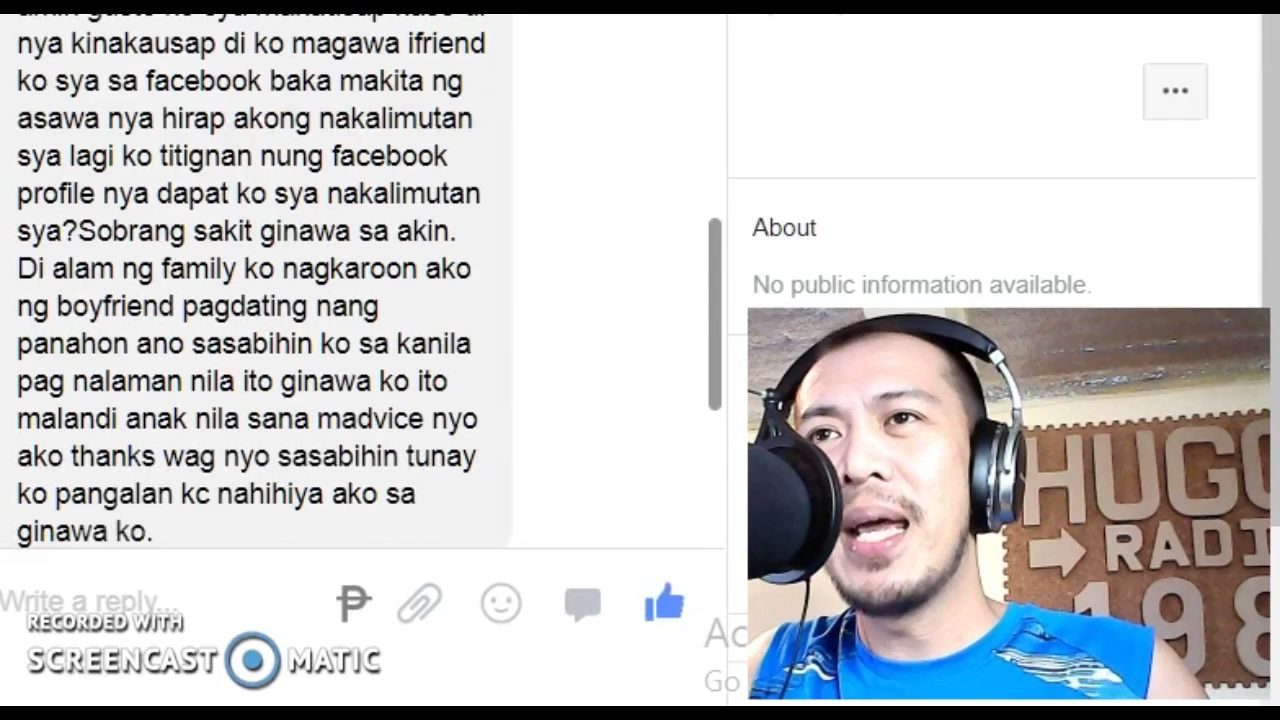 nya kinakausap di ko magawa ifriend
ko sya sa facebook baka makita ng
asawa nya hirap akong nakalimutan
sya lagi ko titignan nung facebook
profile nya dapat ko sya nakalimutan
sya?Sobrang sakit ginawa sa akin.
Di alam ng family ko nagkaroon ako
ng boyfriend pagdating nang
panahon ano sasabihin ko sa kanila
pag nalaman nila ito ginawa ko ito
malandi anak nila sana madvice nyo
ako thanks wag nyo sasabihin tunay
ko pangalan kc nahihiya ako sa
ginawa ko.
Write a reply...
RECORDED WITH
SCREENCAST MATIC
About
No public information available.
HUGO
RADI
198
Ac
Go